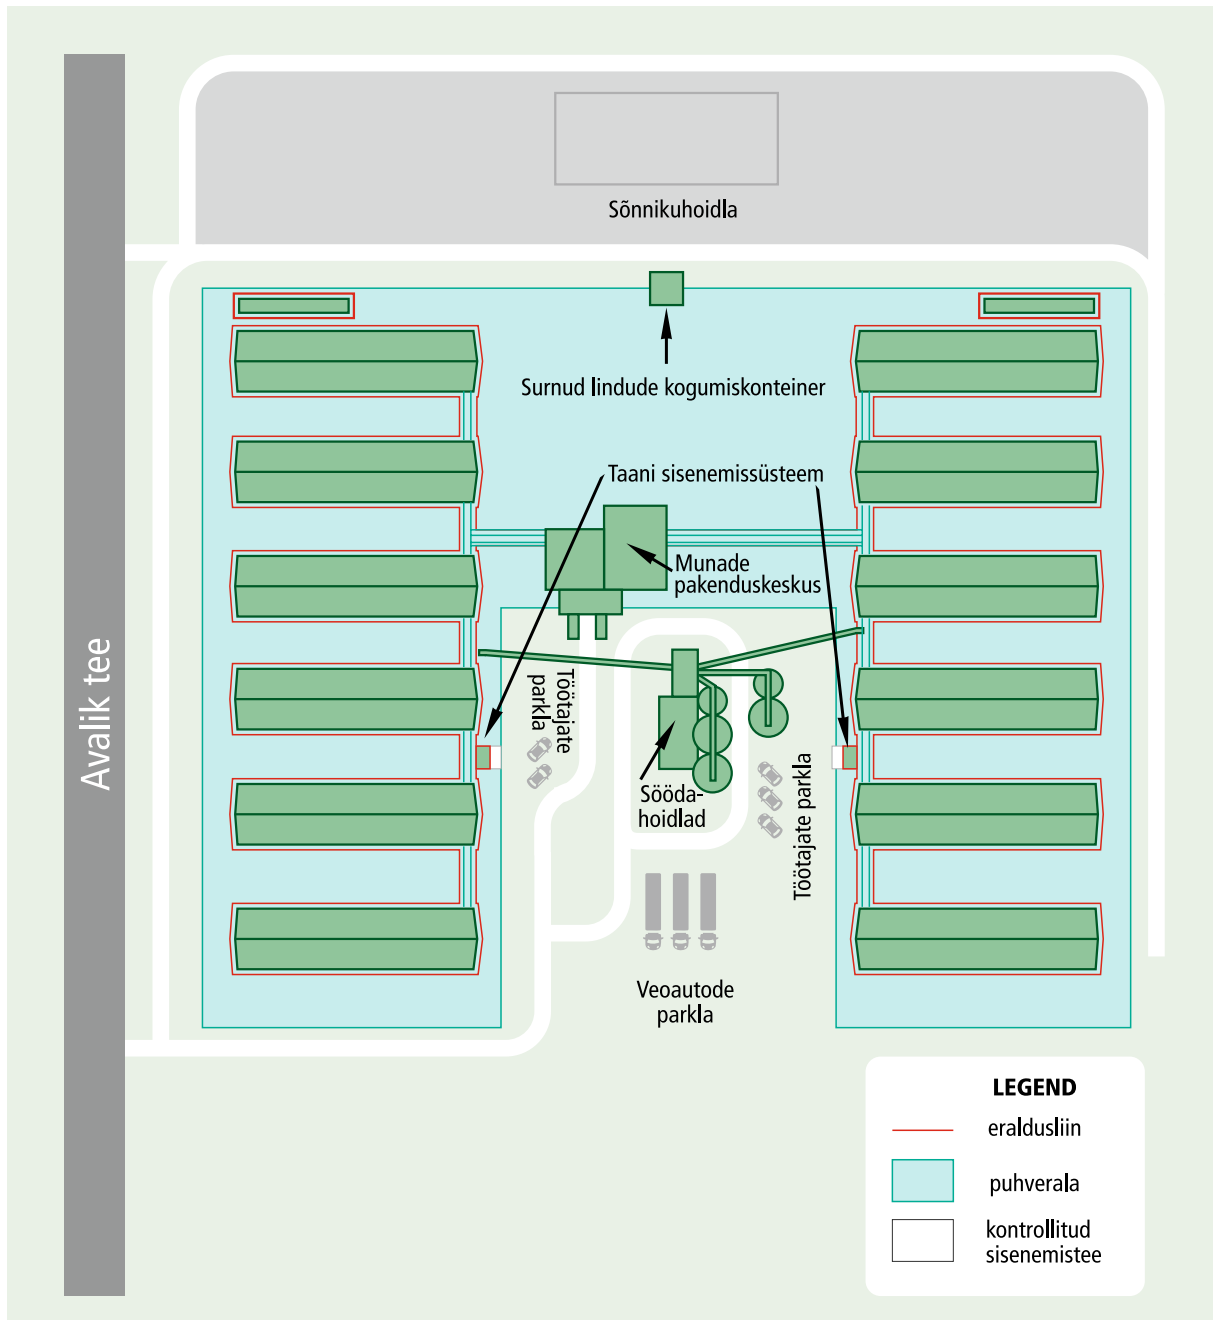 Sõnnikuhoidla
Surnud lindude kogumiskonteiner
Taani sisenemissüsteem
Munade
pakenduskeskus
Avalik tee
Töötajate
parkla
Sööda-
hoidlad
Töötajate parkla
Veoautode
parkla
LEGEND
eraldusliin
puhverala
kontrollitud
sisenemistee